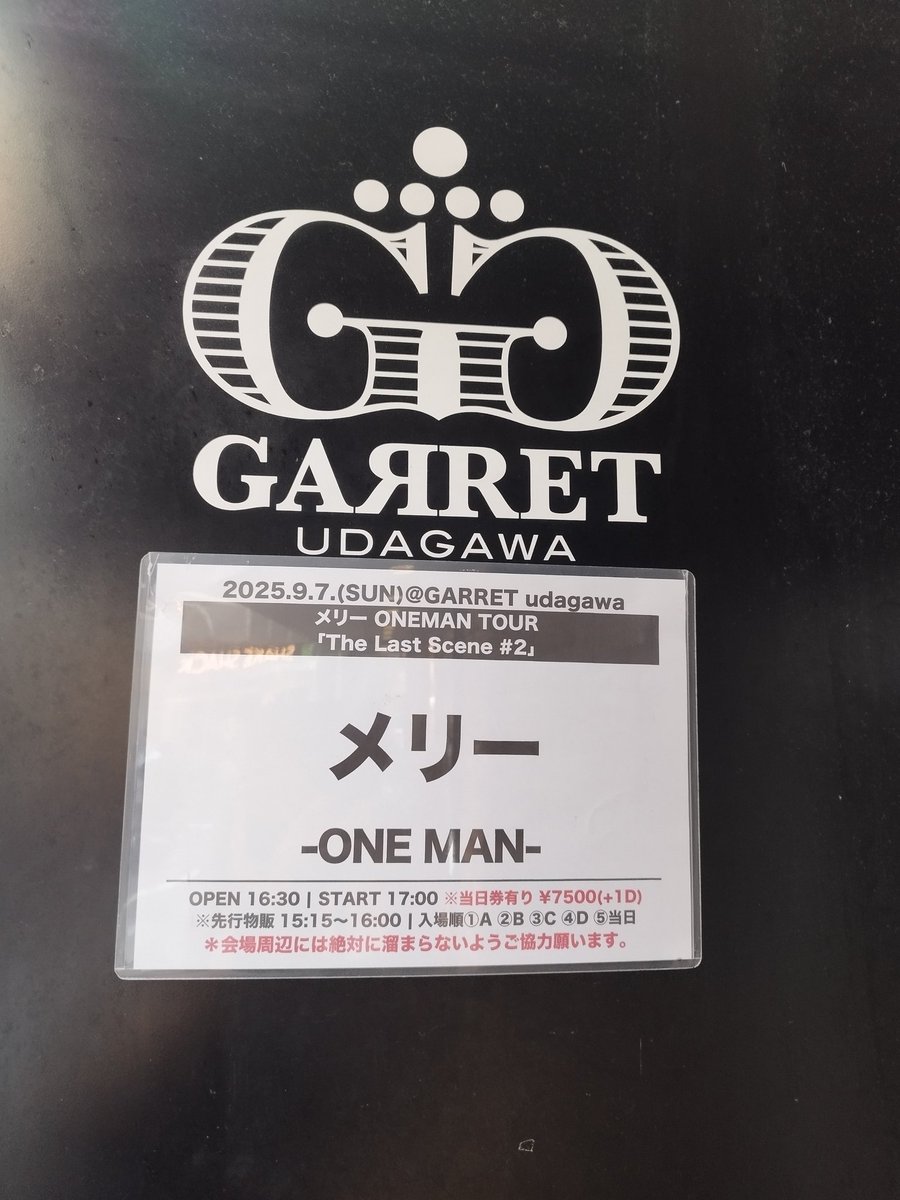 GG
GARRET
UDAGAWA
2025.9.7.(SUN)@GARRET udagawa
メリー ONEMAN TOUR
「The Last Scene #2」
メリー
-ONE MAN-
OPEN 16:30 | START 17:00 ※当日券有り ¥7500(+1D)
※先行物販 15:15〜16:00 | 入場順①A ②B ③C ④D ⑤当日
＊会場周辺には絶対に溜まらないようご協力願います。